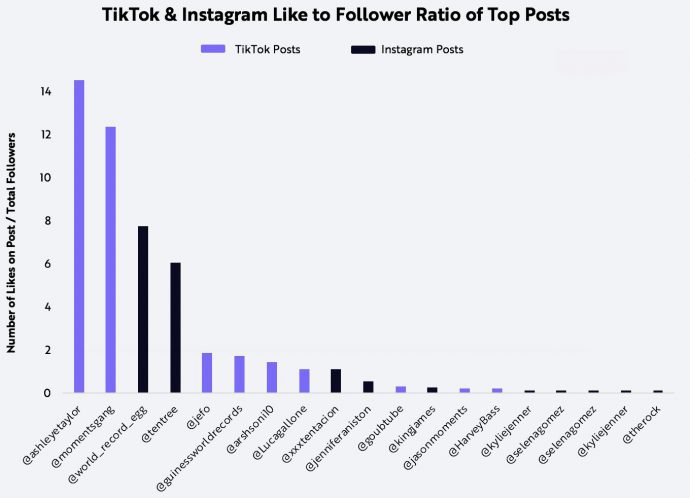 TikTok & Instagram Like to Follower Ratio of Top Posts
TikTok Posts
Instagram Posts
Number of Likes on Post / Total Followers
14
12
10
8
6
4
2
0
@ashleyetaylor
@momentsgang
@world_record_egg
@tentree
@jefo
@guinessworldrecords
@arshsoni10
@Lucagallone
@xxxtentacion
@jenniferaniston
@goubtube
@kingjames
@jasonmoments
@HarveyBass
@kyliejenner
@selenagomez
@selenagomez
@kyliejenner
@therock